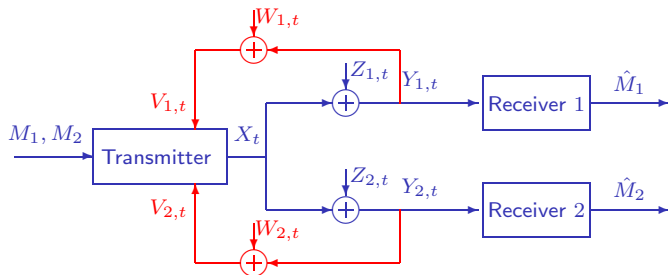 W_{1,t}
Z_{1,t}
Y_{1,t}
\hat{M}_1
V_{1,t}
Receiver 1
M_1, M_2
Transmitter
X_t
Z_{2,t}
Y_{2,t}
\hat{M}_2
V_{2,t}
Receiver 2
W_{2,t}